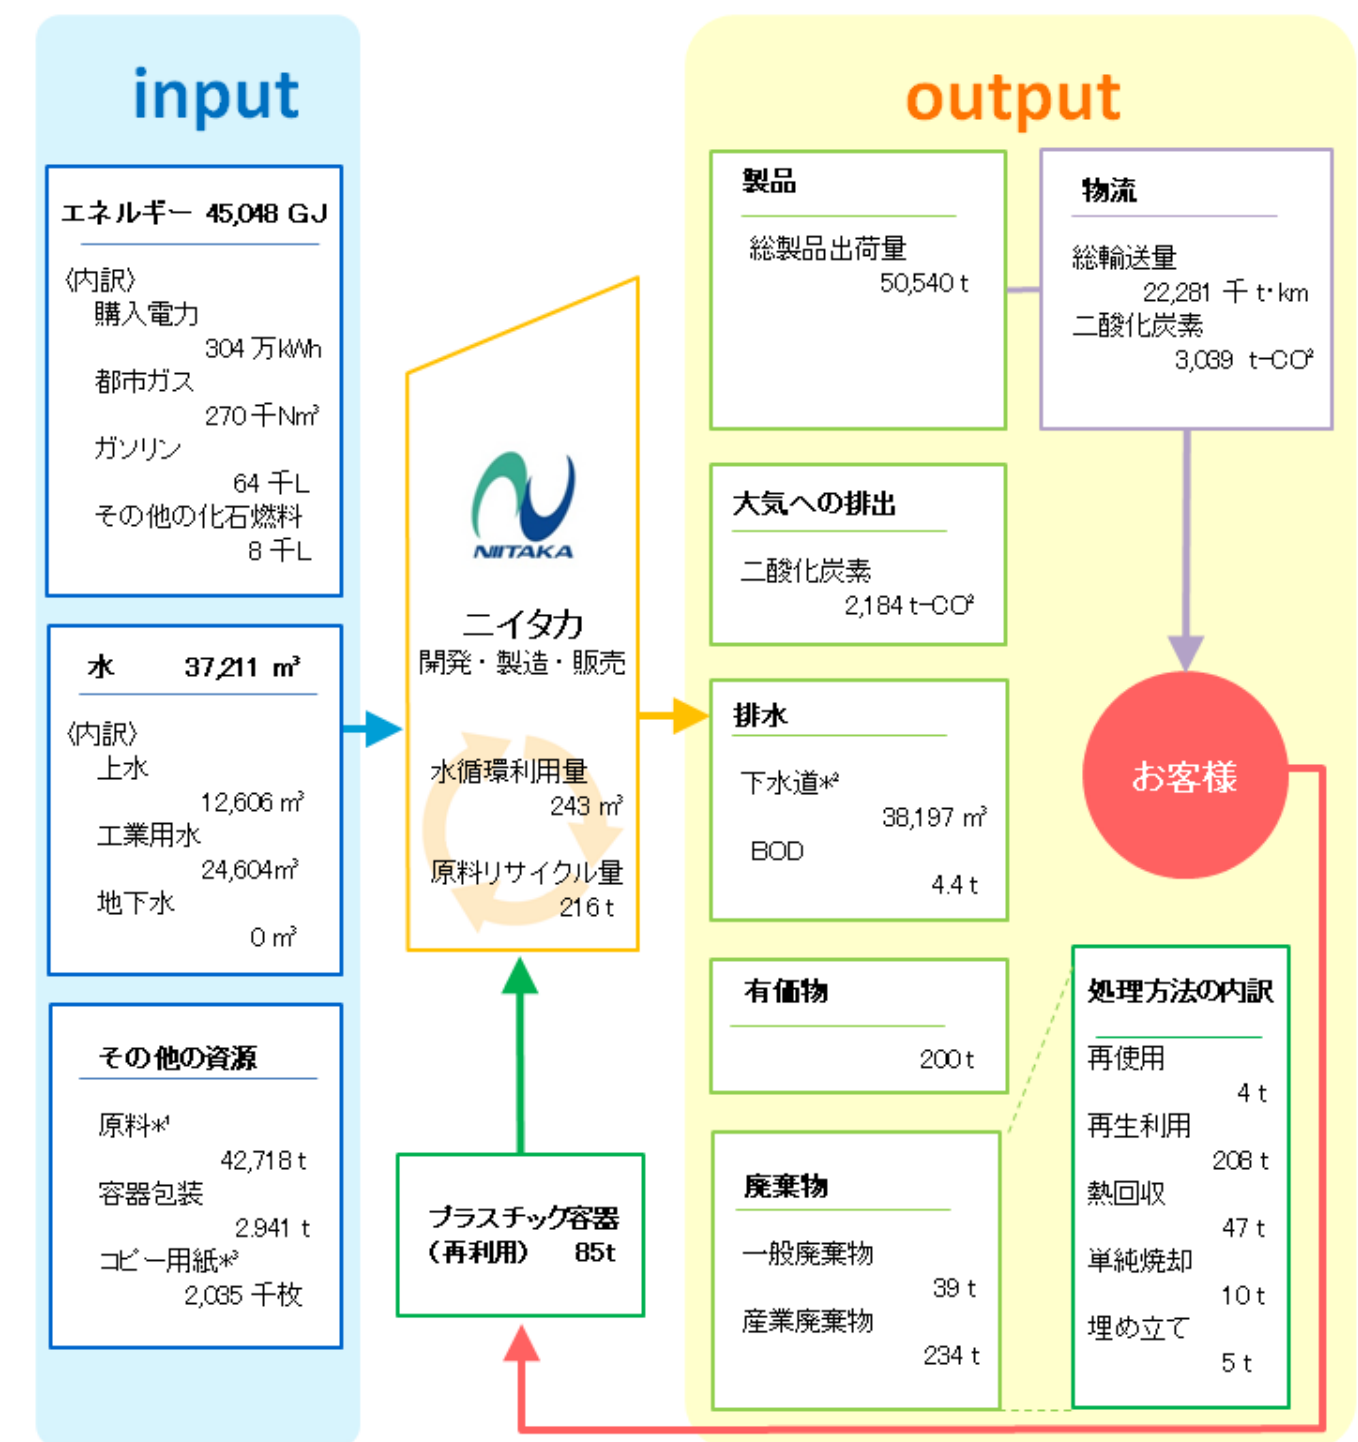 input
エネルギー 45,048 GJ
〈内訳〉
購入電力
304 万kWh
都市ガス
270 千Nm³
ガソリン
64 千L
その他の化石燃料
8 千L
水 37,211 m³
〈内訳〉
上水
12,606 m³
工業用水
24,604m³
地下水
0 m³
その他の資源
原料*¹
42,718 t
容器包装
2.941 t
コピー用紙*³
2,035 千枚
NIITAKA
ニイタカ
開発・製造・販売
水循環利用量
243 m³
原料リサイクル量
216 t
プラスチック容器
(再利用) 85t
output
製品
総製品出荷量
50,540 t
物流
総輸送量
22,281 千 t・km
二酸化炭素
3,039 t-CO²
大気への排出
二酸化炭素
2,184 t-CO²
排水
下水道*²
38,197 m³
BOD
4.4 t
お客様
有価物
200 t
廃棄物
一般廃棄物
39 t
産業廃棄物
234 t
処理方法の内訳
再使用
4 t
再生利用
208 t
熱回収
47 t
単純焼却
10 t
埋め立て
5 t